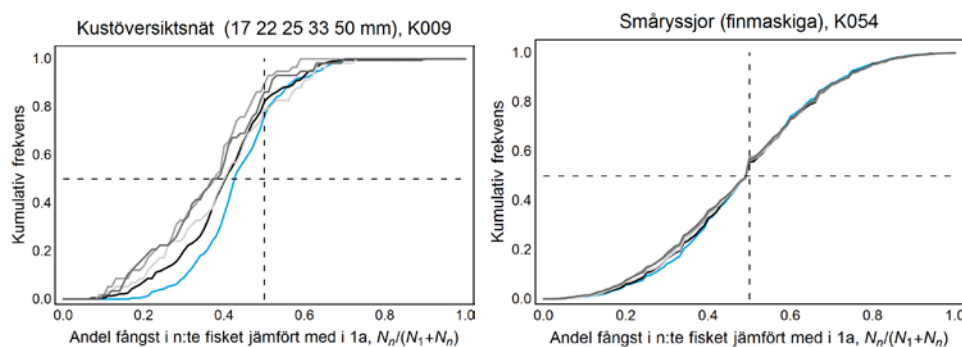 Kustöversiktsnät (17 22 25 33 50 mm), K009
Kumulativ frekvens
1.0
0.8
0.6
0.4
0.2
0.0
0.0 0.2 0.4 0.6 0.8 1.0
Andel fångst i n:te fisket jämfört med i 1a, Nn/(N1+Nn)
Småryssjor (finmaskiga), K054
Kumulativ frekvens
1.0
0.8
0.6
0.4
0.2
0.0
0.0 0.2 0.4 0.6 0.8 1.0
Andel fångst i n:te fisket jämfört med i 1a, Nn/(N1+Nn)